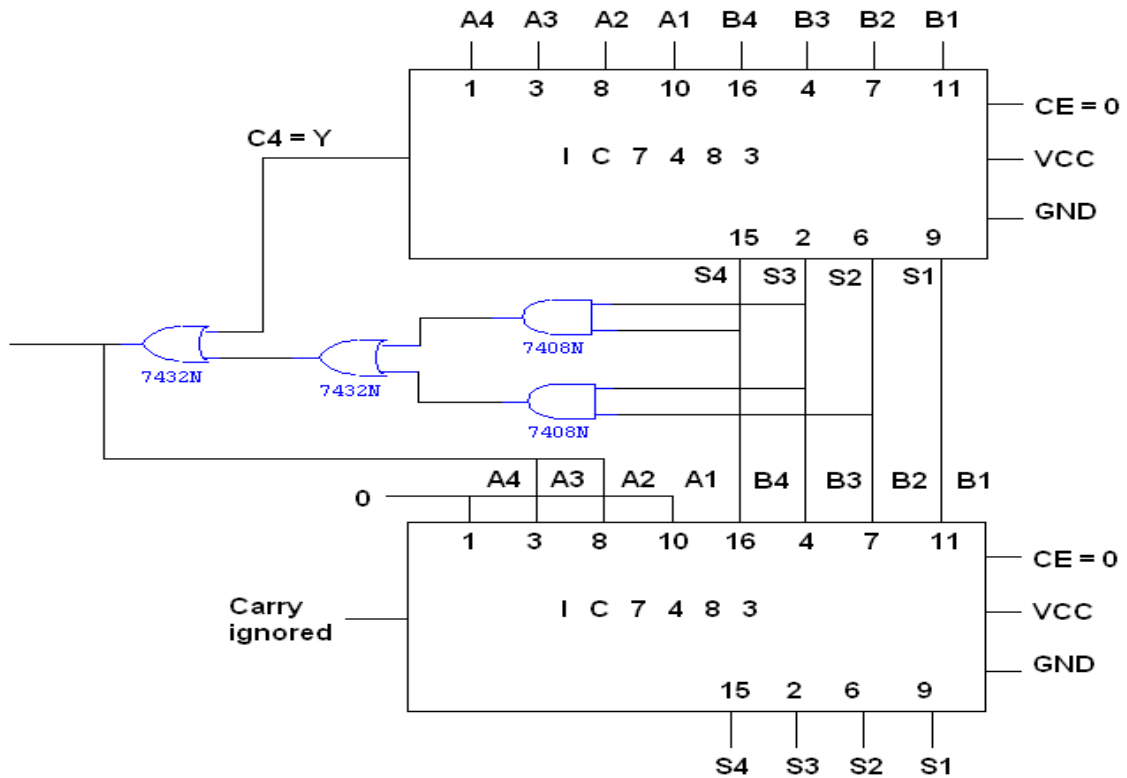 A4 A3 A2 A1 B4 B3 B2 B1
1 3 8 10 16 4 7 11
CE = 0
C4 = Y
I C 7 4 8 3
VCC
GND
15 2 6 9
S4 S3 S2 S1
7408N
7432N 7432N
7408N
A4 A3 A2 A1 B4 B3 B2 B1
0
1 3 8 10 16 4 7 11
CE = 0
Carry
ignored
I C 7 4 8 3
VCC
GND
15 2 6 9
S4 S3 S2 S1